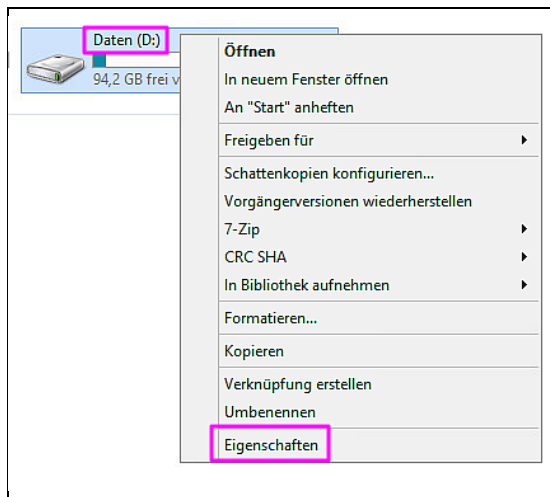 Daten (D:)
94,2 GB frei v
Öffnen
In neuem Fenster öffnen
An "Start" anheften
Freigeben für
Schattenkopien konfigurieren...
Vorgängerversionen wiederherstellen
7-Zip
CRC SHA
In Bibliothek aufnehmen
Formatieren...
Kopieren
Verknüpfung erstellen
Umbenennen
Eigenschaften